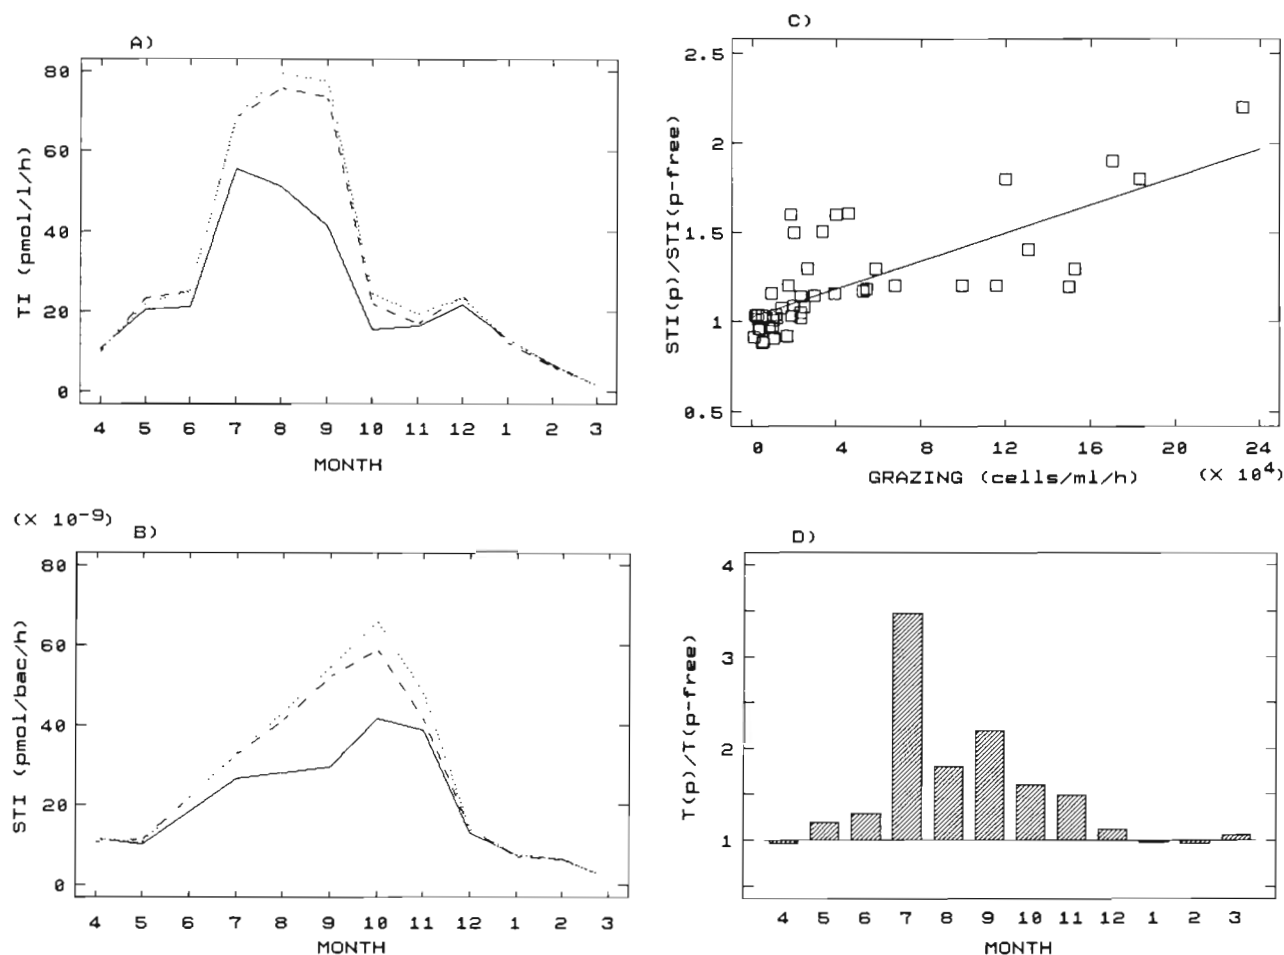 A)
TI (pmol/l/h)
80
60
40
20
0
4 5 6 7 8 9 10 11 12 1 2 3
MONTH
(X 10-9)
B)
STI (pmol/bac/h)
80
60
40
20
0
4 5 6 7 8 9 10 11 12 1 2 3
MONTH
C)
STI(p)/STI(p-free)
2.5
2
1.5
1
0.5
0 4 8 12 16 20 24
GRAZING (cells/ml/h) (X 10⁴)
D)
T(p)/T(p-free)
4
3
2
1
4 5 6 7 8 9 10 11 12 1 2 3
MONTH